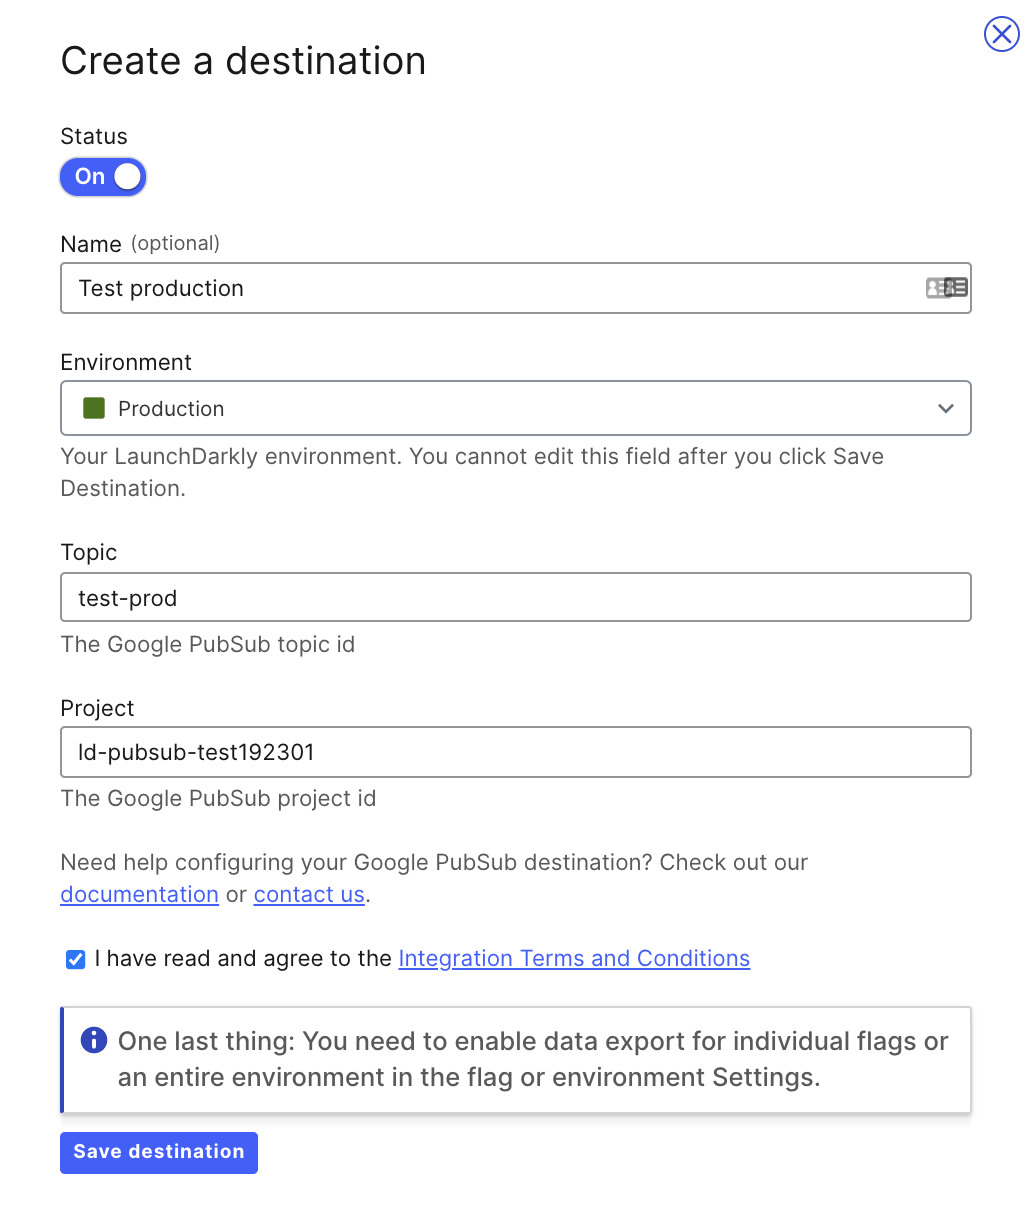 Create a destination
Status
On
Name (optional)
Test production
Environment
Production
Your LaunchDarkly environment. You cannot edit this field after you click Save
Destination.
Topic
test-prod
The Google PubSub topic id
Project
ld-pubsub-test192301
The Google PubSub project id
Need help configuring your Google PubSub destination? Check out our
documentation or contact us.
I have read and agree to the Integration Terms and Conditions
One last thing: You need to enable data export for individual flags or
an entire environment in the flag or environment Settings.
Save destination